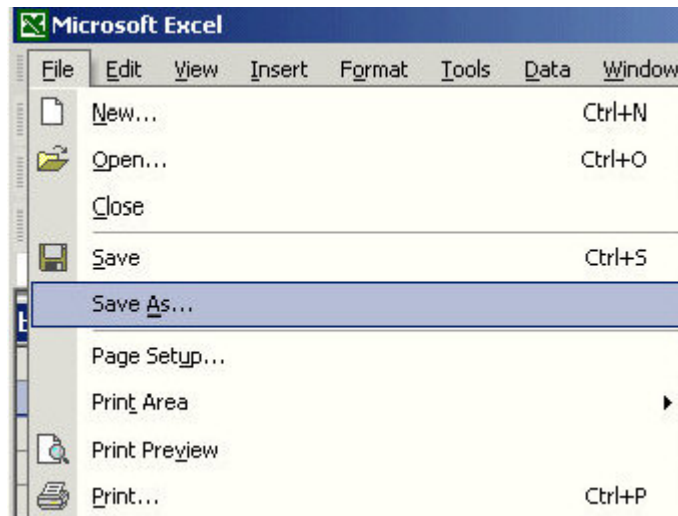 Microsoft Excel
File Edit View Insert Format Tools Data Window
New... Ctrl+N
Open... Ctrl+O
Close
Save Ctrl+S
Save As...
Page Setup...
Print Area
Print Preview
Print... Ctrl+P